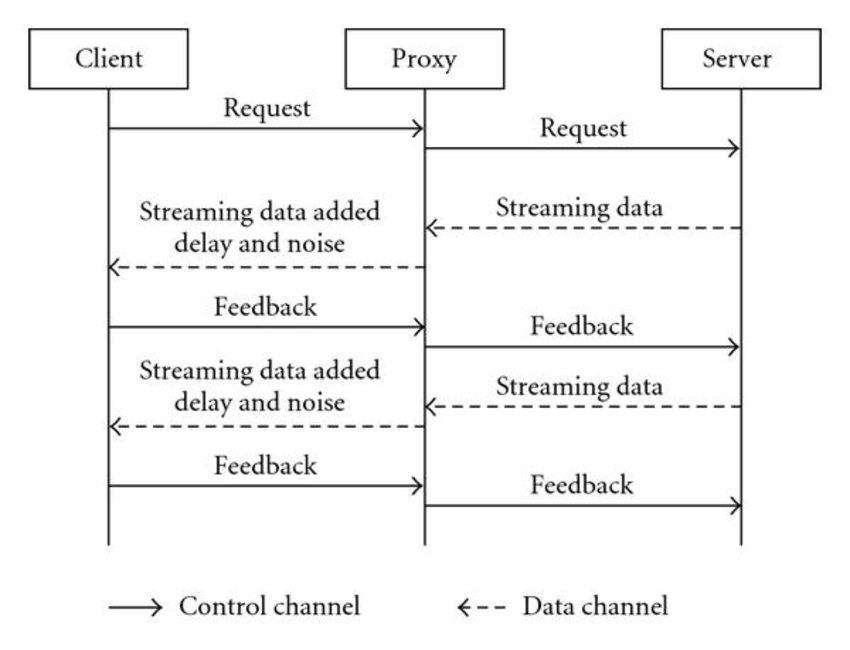 Client
Proxy
Server
Request
Request
Streaming data
Streaming data added
delay and noise
Feedback
Feedback
Streaming data added
delay and noise
Streaming data
Feedback
Feedback
Control channel
Data channel